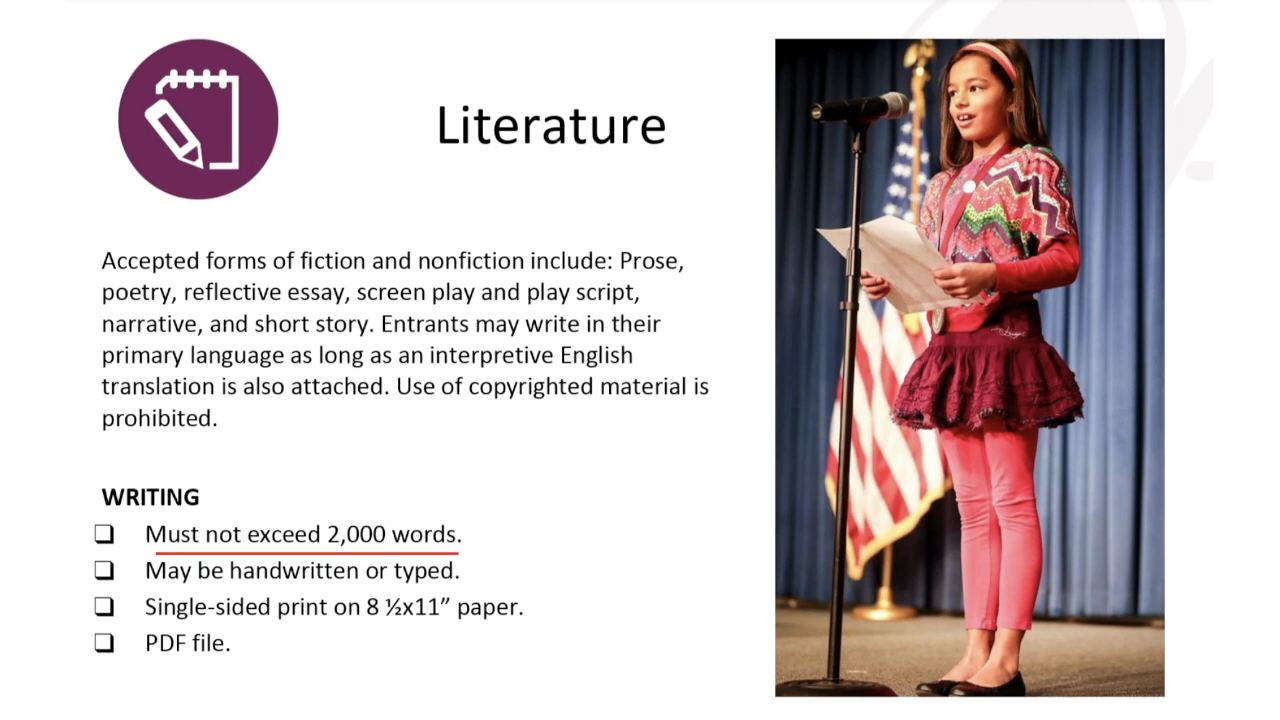 Literature
Accepted forms of fiction and nonfiction include: Prose,
poetry, reflective essay, screen play and play script,
narrative, and short story. Entrants may write in their
primary language as long as an interpretive English
translation is also attached. Use of copyrighted material is
prohibited.
WRITING
❑ Must not exceed 2,000 words.
❑ May be handwritten or typed.
❑ Single-sided print on 8 ½x11” paper.
❑ PDF file.